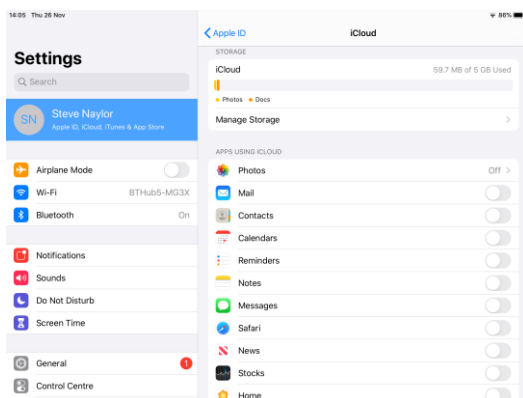 14:05 Thu 26 Nov
86%
Settings
Search
SN
Steve Naylor
Apple ID, iCloud, iTunes & App Store
Airplane Mode
Wi-Fi BTHub5-MG3X
Bluetooth On
Notifications
Sounds
Do Not Disturb
Screen Time
General 1
Control Centre
Apple ID
iCloud
STORAGE
iCloud 59.7 MB of 5 GB Used
Photos Docs
Manage Storage
APPS USING ICLOUD
Photos Off
Mail
Contacts
Calendars
Reminders
Notes
Messages
Safari
News
Stocks
Home